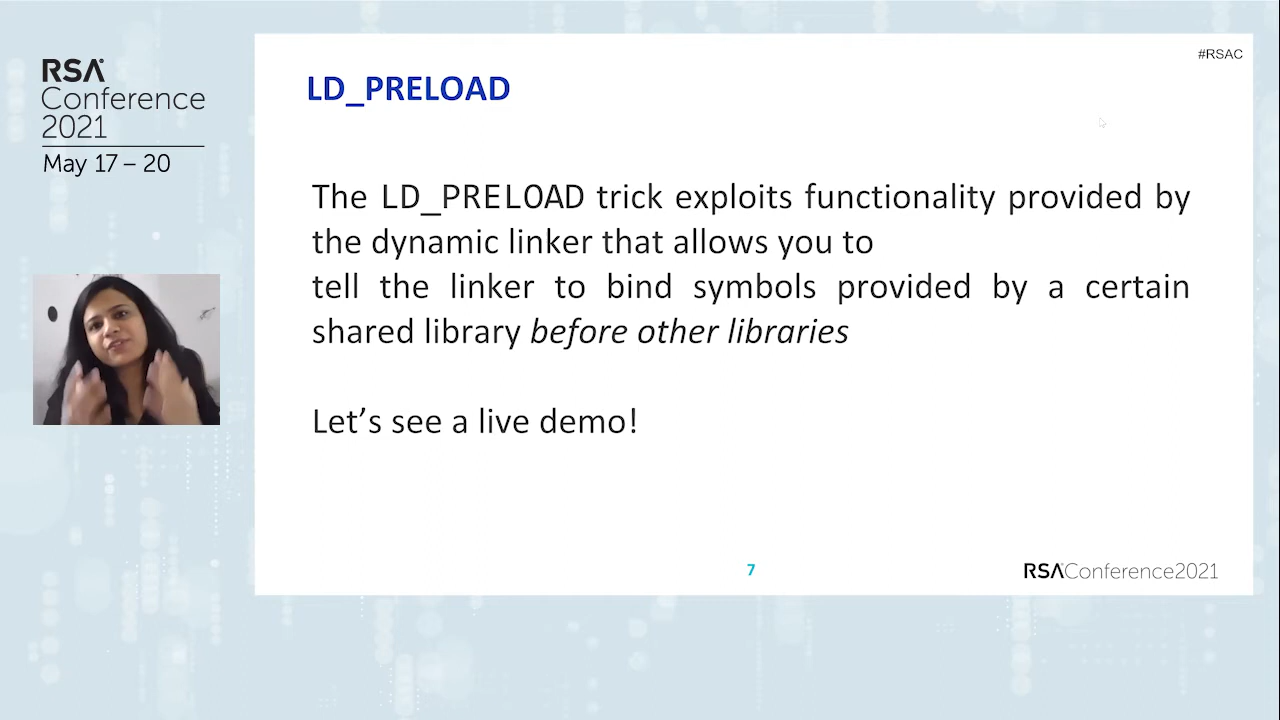 RSA
Conference
2021
May 17 – 20
#RSAC
LD_PRELOAD
The LD_PRELOAD trick exploits functionality provided by
the dynamic linker that allows you to
tell the linker to bind symbols provided by a certain
shared library before other libraries
Let’s see a live demo!
7
RSAConference2021